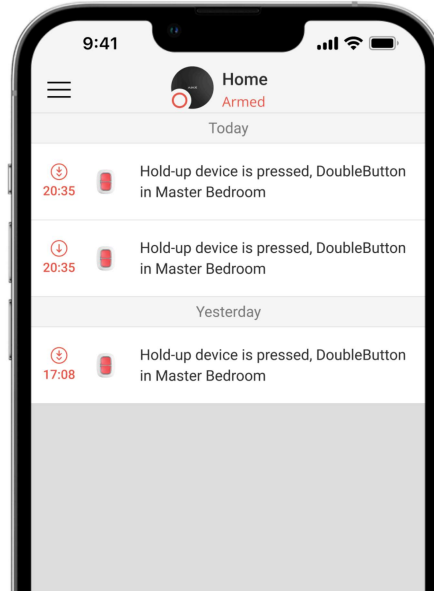 9:41
Home
Armed
Today
Hold-up device is pressed, DoubleButton
20:35
in Master Bedroom
Hold-up device is pressed, DoubleButton
20:35
in Master Bedroom
Yesterday
Hold-up device is pressed, DoubleButton
17:08
in Master Bedroom